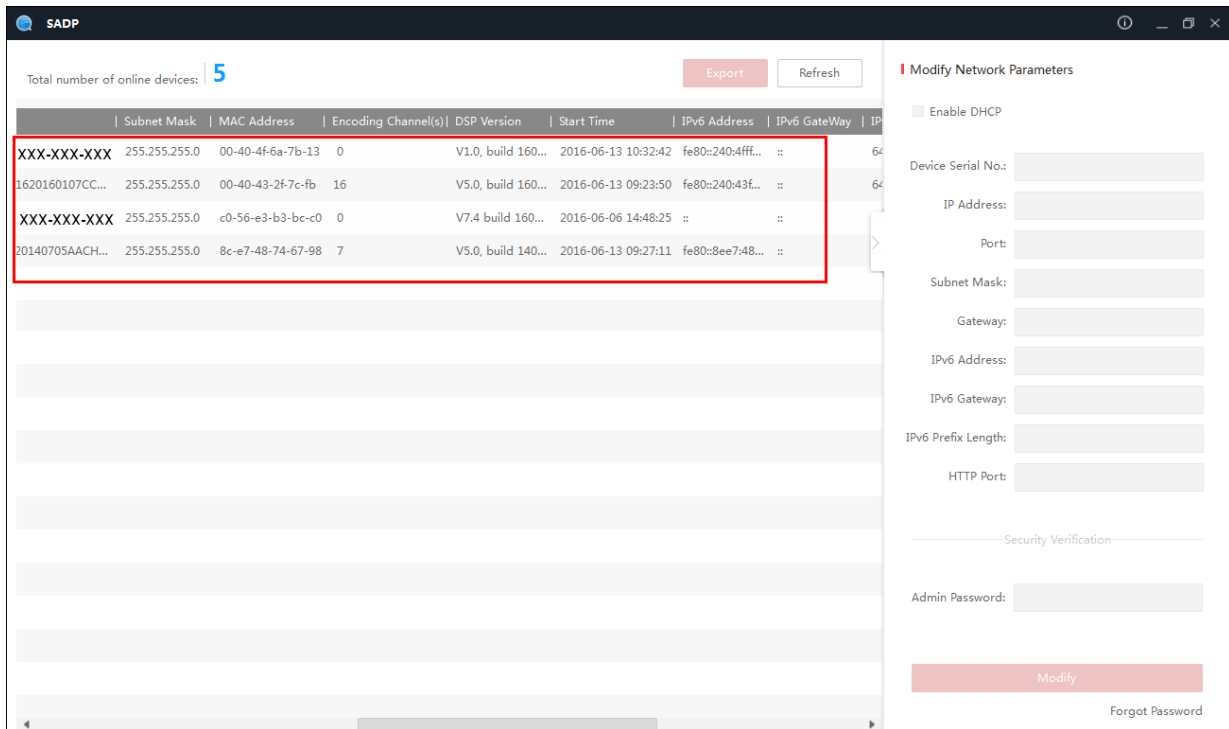 SADP
Total number of online devices: 5
Export
Refresh
| Subnet Mask | MAC Address | Encoding Channel(s) | DSP Version | Start Time | IPv6 Address | IPv6 GateWay | IP
XXX-XXX-XXX 255.255.255.0 00-40-4f-6a-7b-13 0 V1.0, build 160... 2016-06-13 10:32:42 fe80::240:4fff... :: 64
1620160107CC... 255.255.255.0 00-40-43-2f-7c-fb 16 V5.0, build 160... 2016-06-13 09:23:50 fe80::240:43f... :: 64
XXX-XXX-XXX 255.255.255.0 c0-56-e3-b3-bc-c0 0 V7.4 build 160... 2016-06-06 14:48:25 :: ::
20140705AACH... 255.255.255.0 8c-e7-48-74-67-98 7 V5.0, build 140... 2016-06-13 09:27:11 fe80::8ee7:48... ::
Modify Network Parameters
Enable DHCP
Device Serial No.:
IP Address:
Port:
Subnet Mask:
Gateway:
IPv6 Address:
IPv6 Gateway:
IPv6 Prefix Length:
HTTP Port:
Security Verification
Admin Password:
Modify
Forgot Password